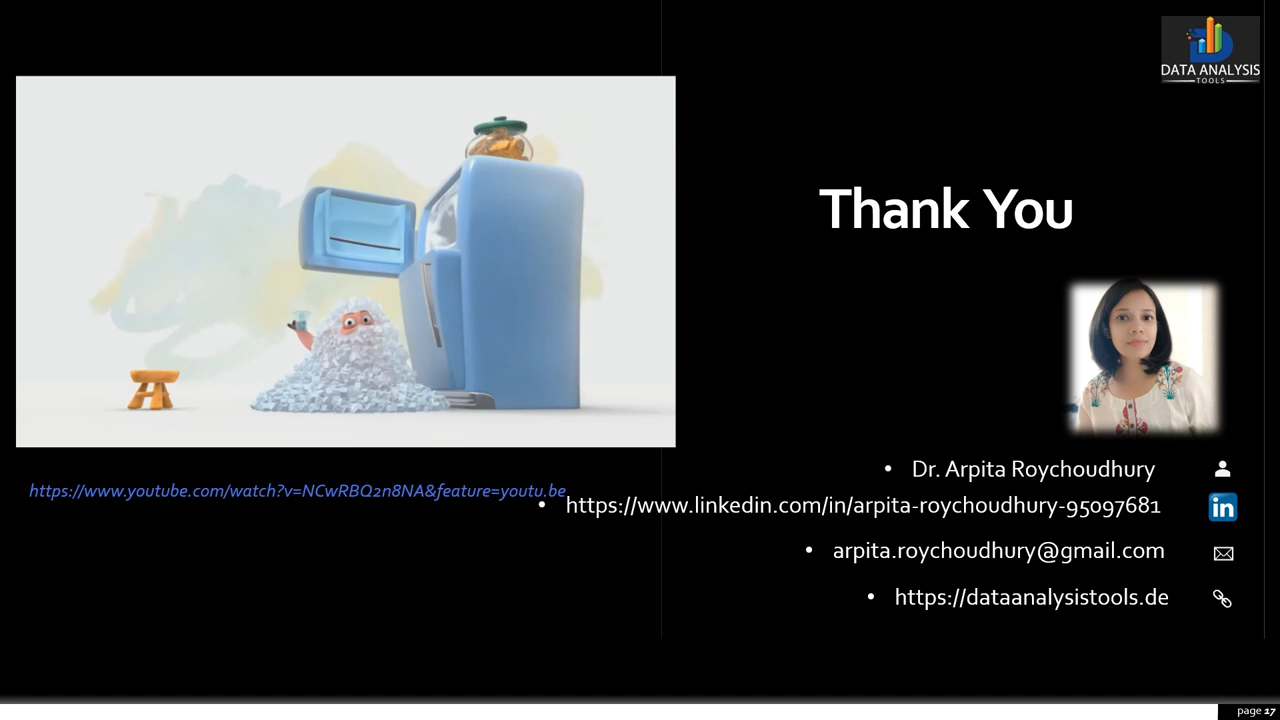 DATA ANALYSIS
TOOLS
Thank You
https://www.youtube.com/watch?v=NCwRBQ2n8NA&feature=youtu.be
• Dr. Arpita Roychoudhury
• https://www.linkedin.com/in/arpita-roychoudhury-95097681
in
• arpita.roychoudhury@gmail.com
• https://dataanalysistools.de
page 17